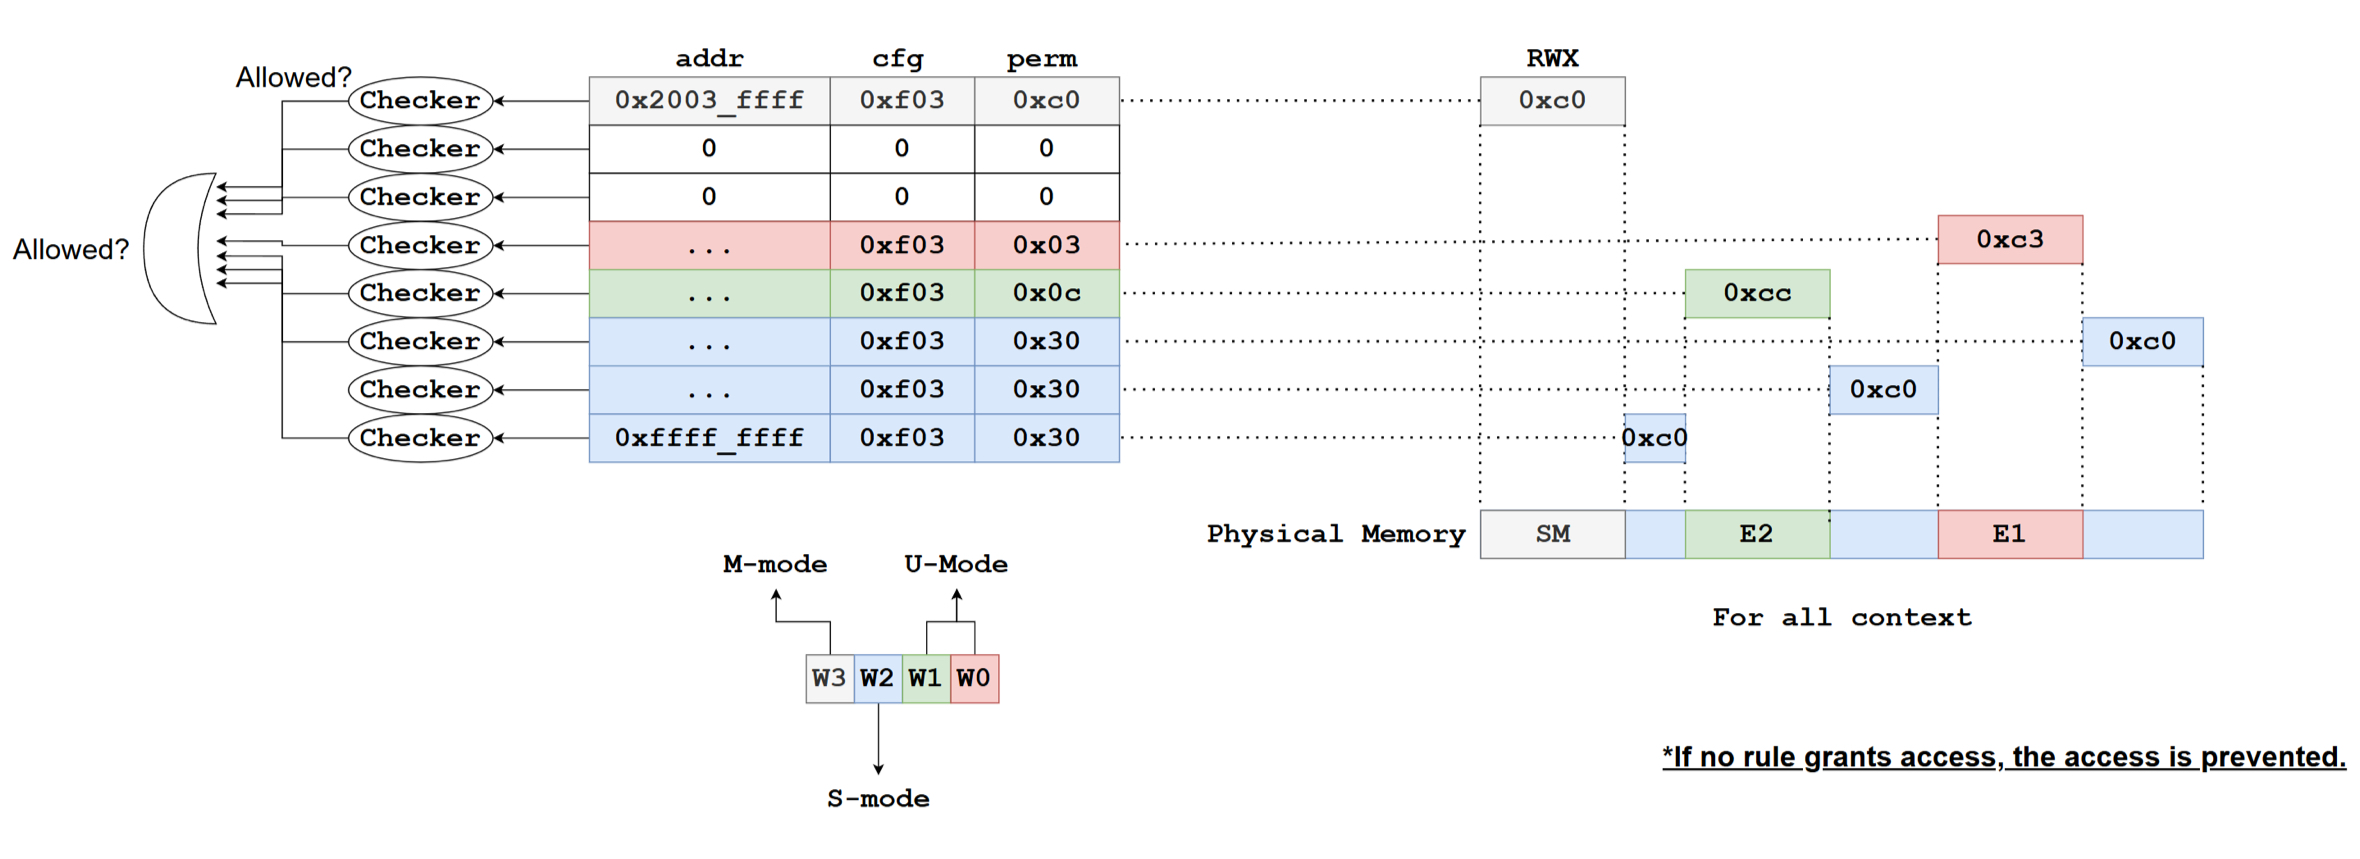 addr cfg perm RWX
Allowed?
Checker 0x2003_ffff 0xf03 0xc0 0xc0
Checker 0 0 0
Checker 0 0 0
Allowed?
Checker ... 0xf03 0x03 0xc3
Checker ... 0xf03 0x0c 0xcc
Checker ... 0xf03 0x30 0xc0
Checker ... 0xf03 0x30 0xc0
Checker 0xffff_ffff 0xf03 0x30 0xc0
Physical Memory SM E2 E1
M-mode U-Mode
For all context
W3 W2 W1 W0
*If no rule grants access, the access is prevented.
S-mode